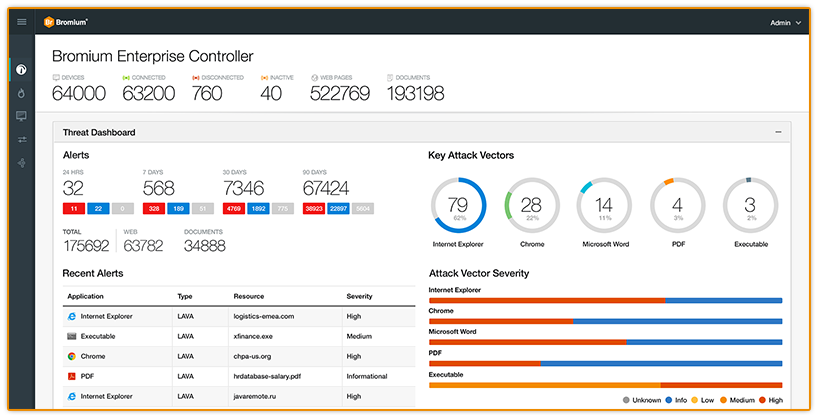 Br Bromium®
Admin
Bromium Enterprise Controller
DEVICES CONNECTED DISCONNECTED INACTIVE WEB PAGES DOCUMENTS
64000 63200 760 40 522769 193198
Threat Dashboard
Alerts
24 HRS 7 DAYS 30 DAYS 90 DAYS
32 568 7346 67424
11 22 0 328 189 51 4769 1892 775 38923 22897 5604
TOTAL WEB DOCUMENTS
175692 63782 34888
Key Attack Vectors
79 28 14 4 3
62% 22% 11% 3% 2%
Internet Explorer Chrome Microsoft Word PDF Executable
Recent Alerts
Application Type Resource Severity
Internet Explorer LAVA logistics-emea.com High
Executable LAVA xfinance.exe Medium
Chrome LAVA chpa-us.org High
PDF LAVA hrdatabase-salary.pdf Informational
Internet Explorer LAVA javaremote.ru High
Attack Vector Severity
Internet Explorer
Chrome
Microsoft Word
PDF
Executable
Unknown Info Low Medium High